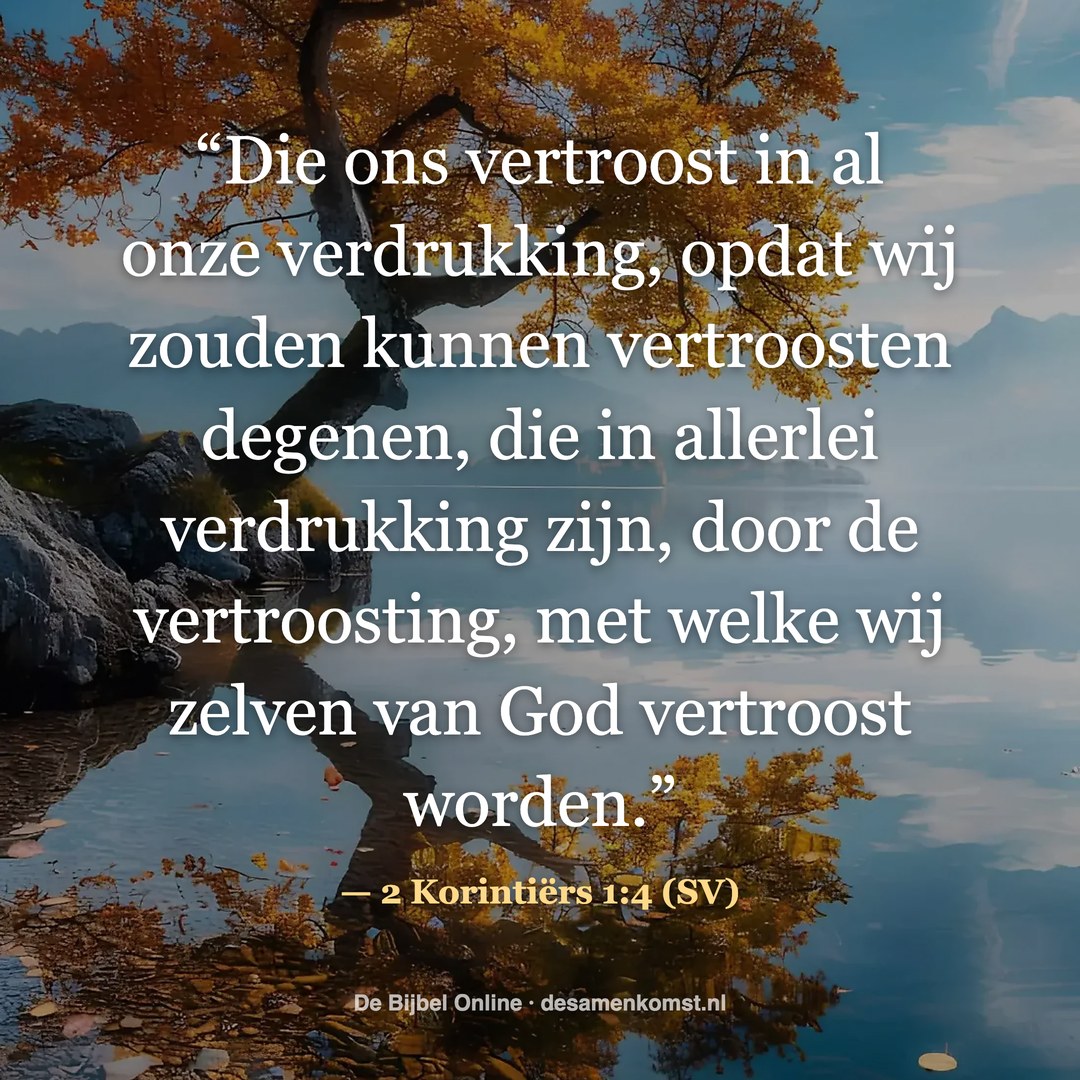 “Die ons vertroost in al
onze verdrukking, opdat wij
zouden kunnen vertroosten
degenen, die in allerlei
verdrukking zijn, door de
vertroosting, met welke wij
zelven van God vertroost
worden.”
— 2 Korintiërs 1:4 (SV)
De Bijbel Online · desamenkomst.nl